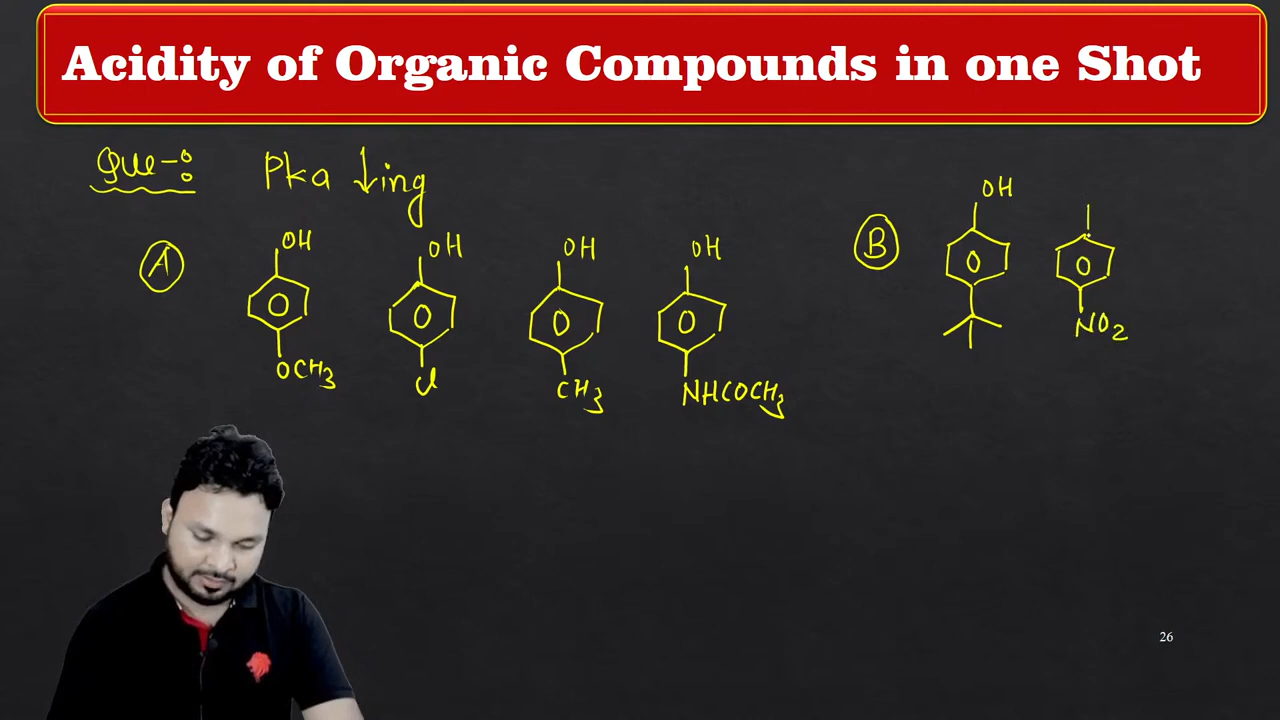 Acidity of Organic Compounds in one Shot
Que-: Pka ↓ing
A
OH OH OH OH
OCH3 Cl CH3 NHCOCH3
B
OH
NO2
26